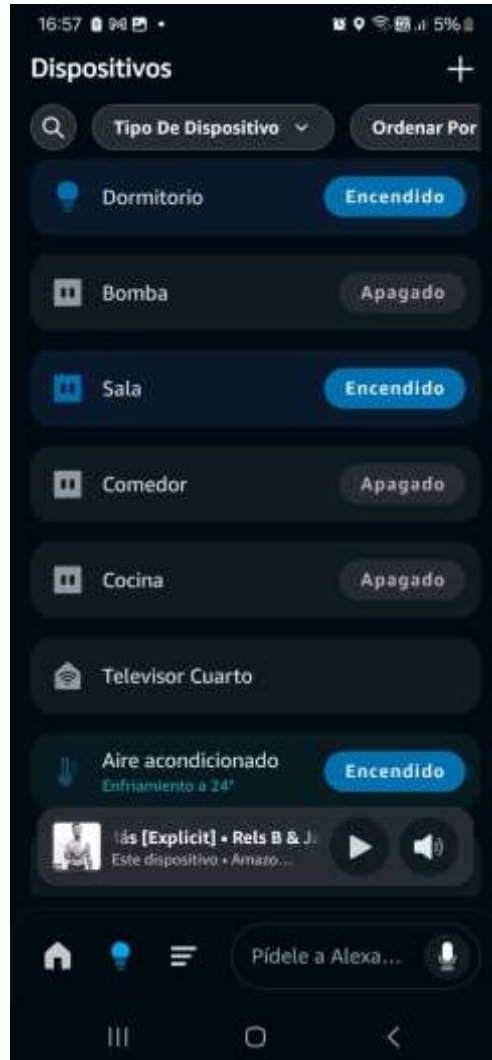 16:57
5%
Dispositivos
Tipo De Dispositivo
Ordenar Por
Dormitorio
Encendido
Bomba
Apagado
Sala
Encendido
Comedor
Apagado
Cocina
Apagado
Televisor Cuarto
Aire acondicionado
Enfriamiento a 24°
Encendido
ás [Explicit] • Rels B & J
Este dispositivo • Amazo...
Pídele a Alexa...